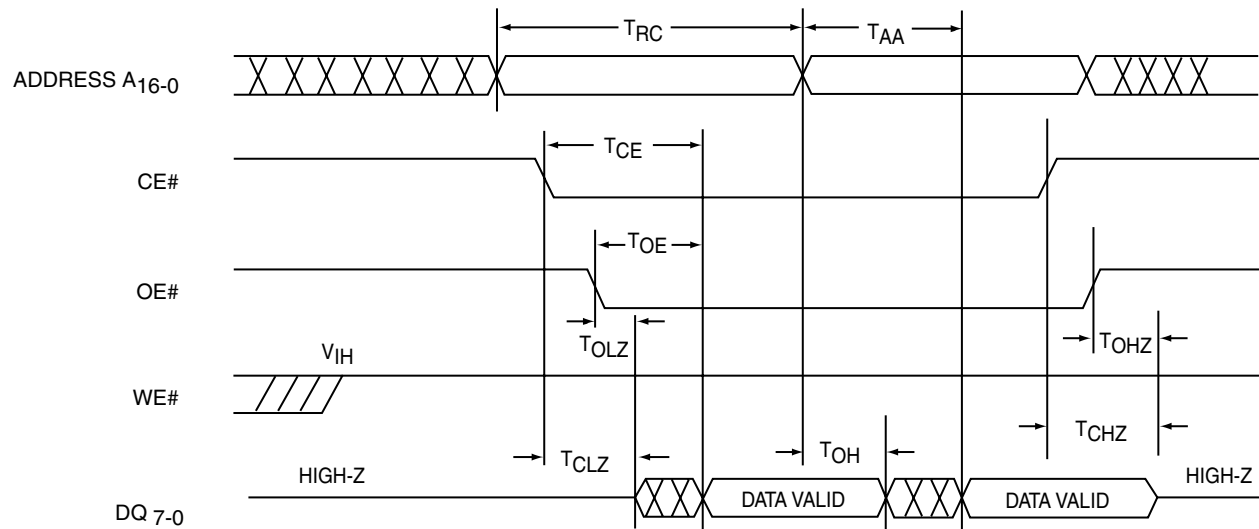 TRC TAA
ADDRESS A16-0
TCE
CE#
TOE
OE#
TOLZ TOHZ
VIH
WE#
TCLZ TOH TCHZ
HIGH-Z HIGH-Z
DATA VALID DATA VALID
DQ 7-0